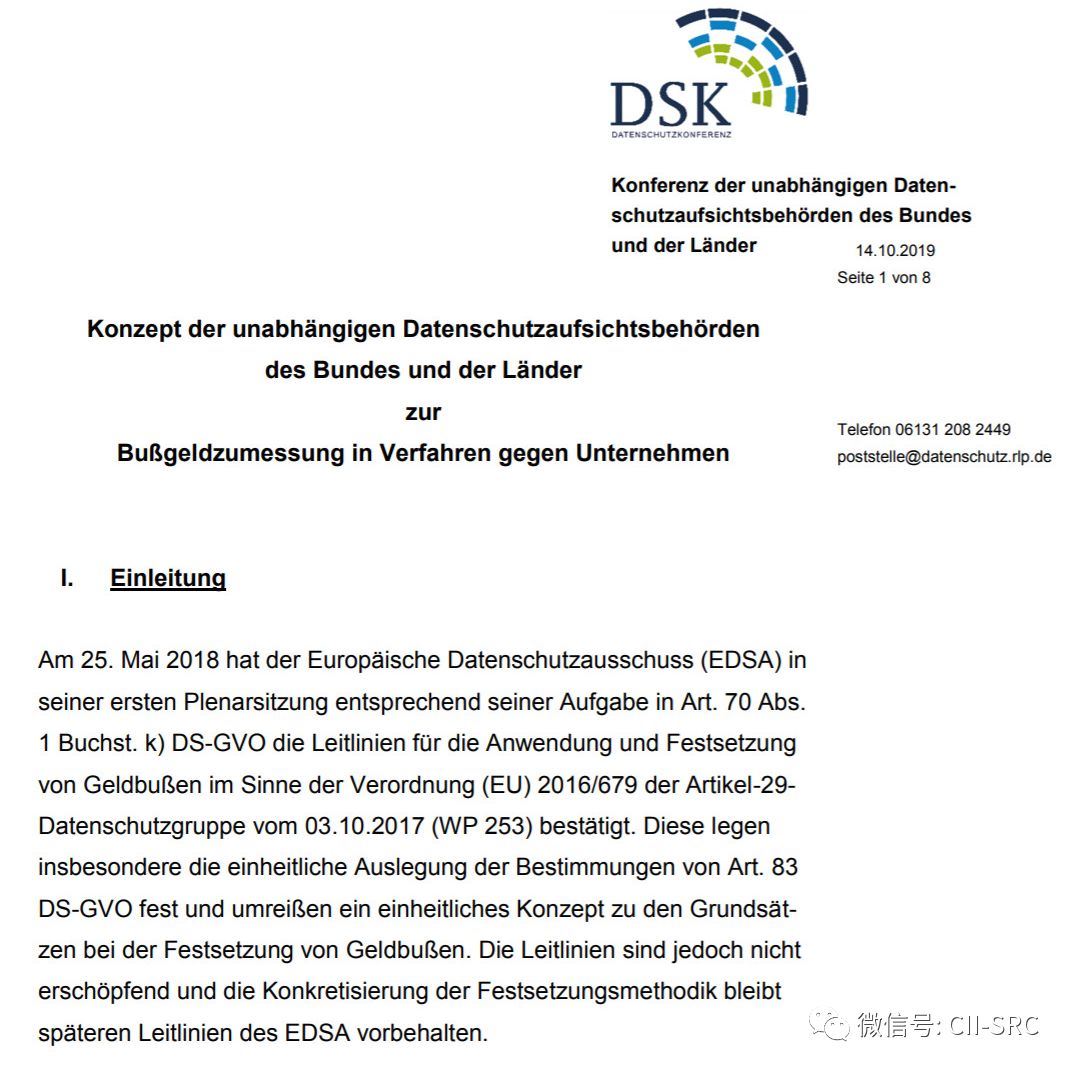 DSK
DATENSCHUTZKONFERENZ
Konferenz der unabhängigen Daten-
schutzaufsichtsbehörden des Bundes
und der Länder
14.10.2019
Seite 1 von 8
Konzept der unabhängigen Datenschutzaufsichtsbehörden
des Bundes und der Länder
zur
Bußgeldzumessung in Verfahren gegen Unternehmen
Telefon 06131 208 2449
poststelle@datenschutz.rlp.de
I. Einleitung
Am 25. Mai 2018 hat der Europäische Datenschutzausschuss (EDSA) in
seiner ersten Plenarsitzung entsprechend seiner Aufgabe in Art. 70 Abs.
1 Buchst. k) DS-GVO die Leitlinien für die Anwendung und Festsetzung
von Geldbußen im Sinne der Verordnung (EU) 2016/679 der Artikel-29-
Datenschutzgruppe vom 03.10.2017 (WP 253) bestätigt. Diese legen
insbesondere die einheitliche Auslegung der Bestimmungen von Art. 83
DS-GVO fest und umreißen ein einheitliches Konzept zu den Grundsät-
zen bei der Festsetzung von Geldbußen. Die Leitlinien sind jedoch nicht
erschöpfend und die Konkretisierung der Festsetzungsmethodik bleibt
späteren Leitlinien des EDSA vorbehalten.
微信号: CII-SRC